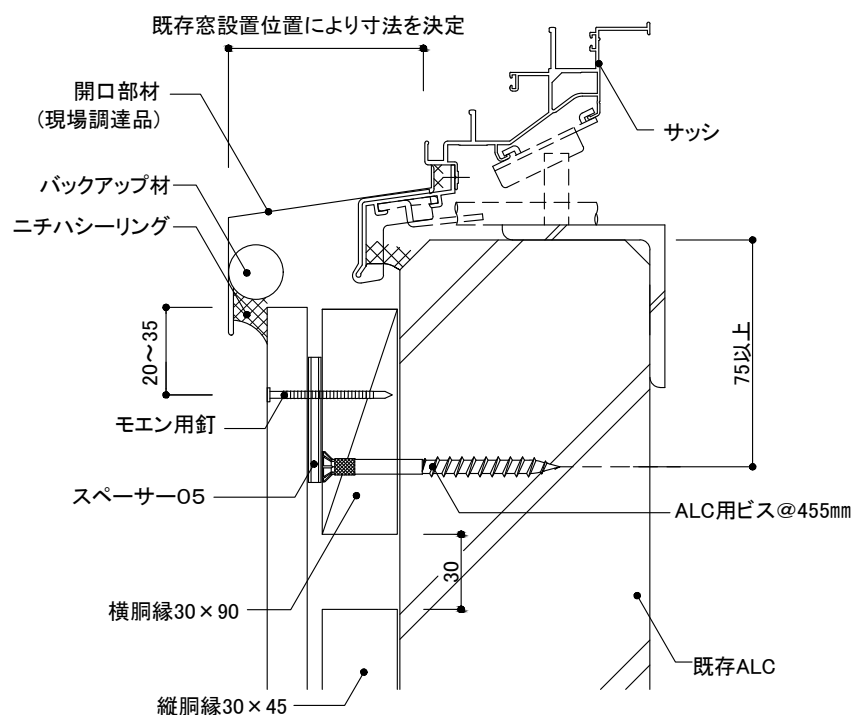 既存窓設置位置により寸法を決定
開口部材
(現場調達品)
サッシ
バックアップ材
ニチハシーリング
20～35
75以上
モエン用釘
スペーサー05
ALC用ビス@455mm
30
横胴縁30×90
既存ALC
縦胴縁30×45